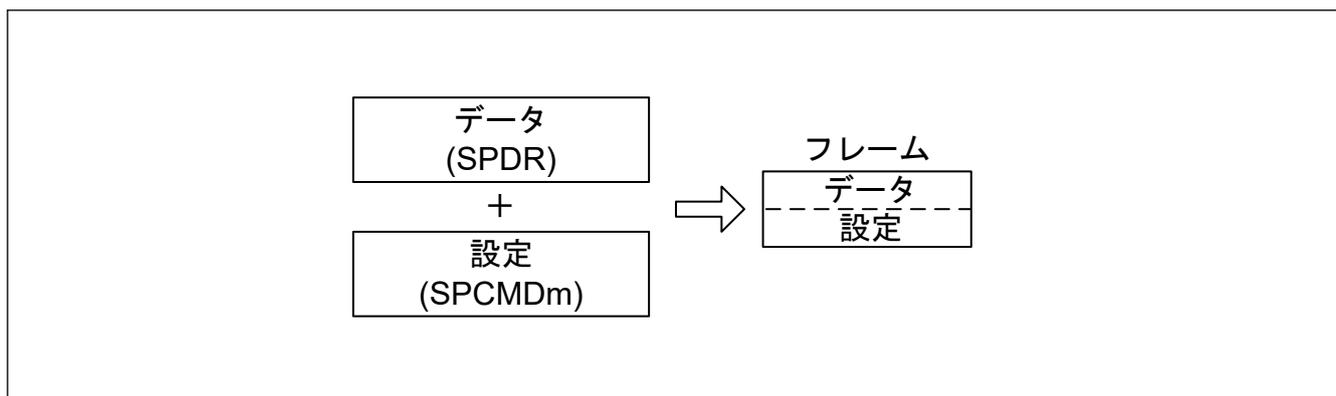 データ
(SPDR)
+
設定
(SPCMDm)
フレーム
データ
設定